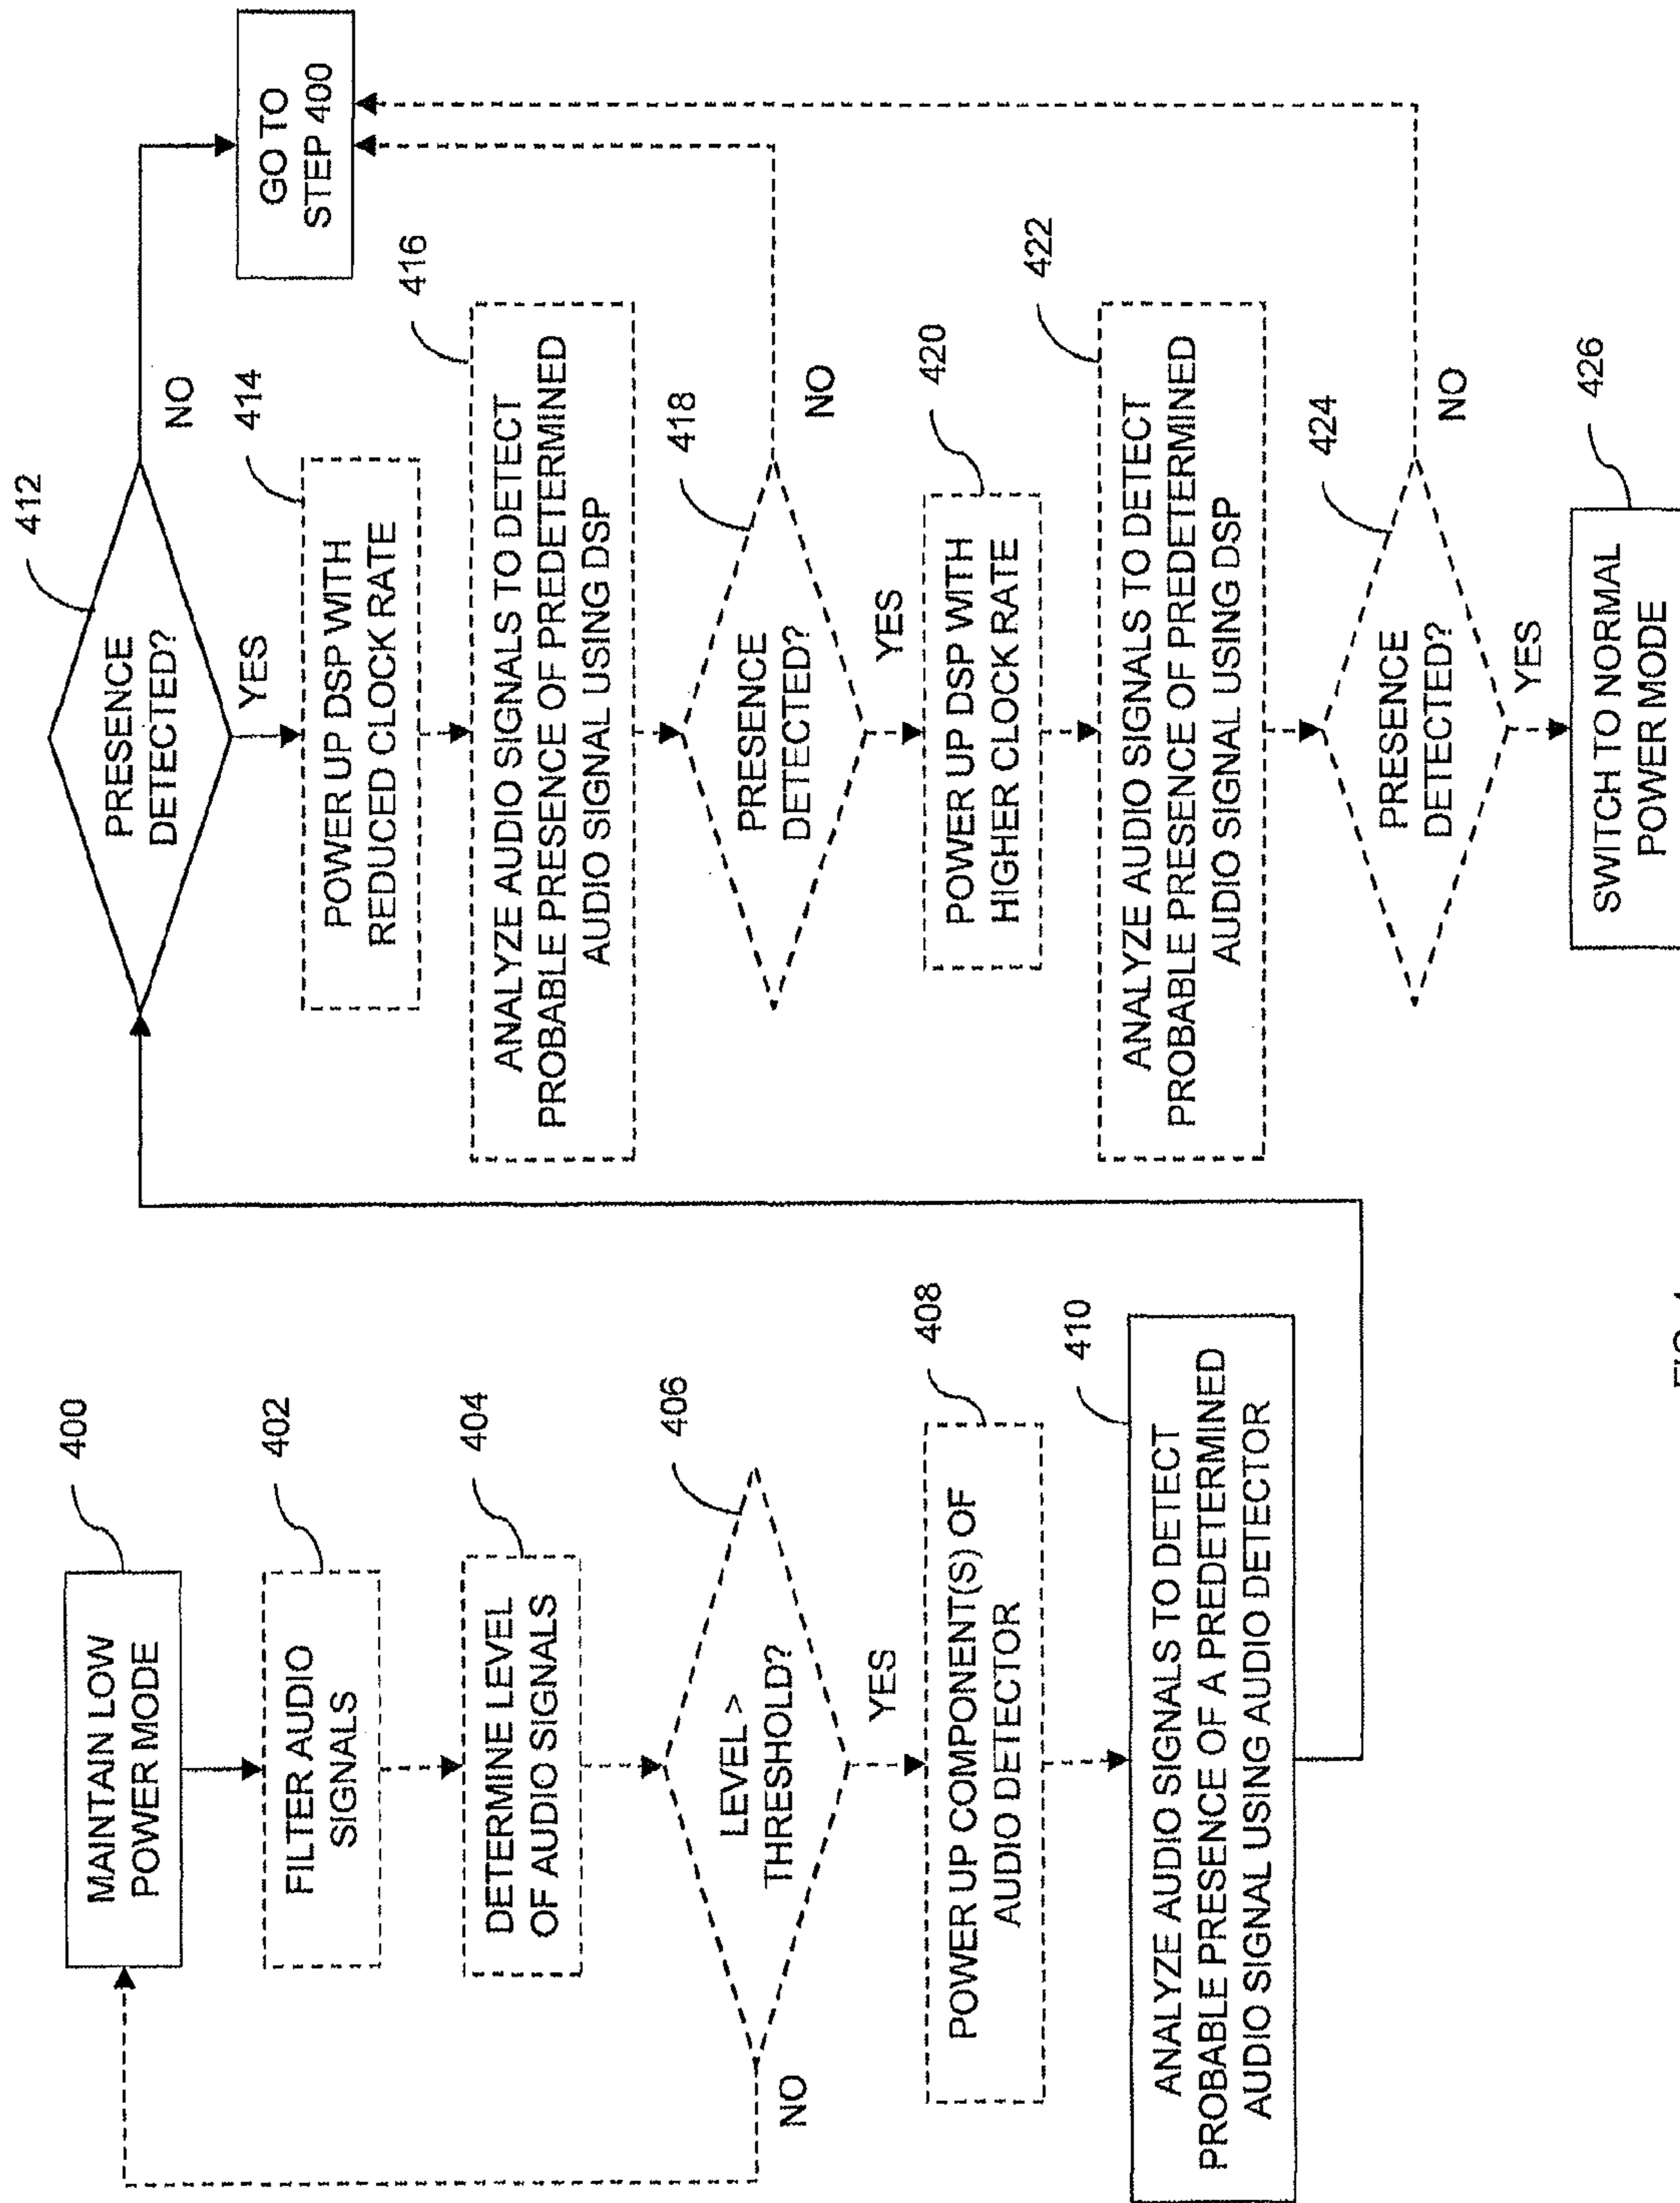 400
MAINTAIN LOW
POWER MODE
402
FILTER AUDIO
SIGNALS
404
DETERMINE LEVEL
OF AUDIO SIGNALS
406
LEVEL >
THRESHOLD?
NO
YES
408
POWER UP COMPONENT(S) OF
AUDIO DETECTOR
410
ANALYZE AUDIO SIGNALS TO DETECT
PROBABLE PRESENCE OF A PREDETERMINED
AUDIO SIGNAL USING AUDIO DETECTOR
412
PRESENCE
DETECTED?
NO
YES
GO TO
STEP 400
414
POWER UP DSP WITH
REDUCED CLOCK RATE
416
ANALYZE AUDIO SIGNALS TO DETECT
PROBABLE PRESENCE OF PREDETERMINED
AUDIO SIGNAL USING DSP
418
PRESENCE
DETECTED?
NO
YES
420
POWER UP DSP WITH
HIGHER CLOCK RATE
422
ANALYZE AUDIO SIGNALS TO DETECT
PROBABLE PRESENCE OF PREDETERMINED
AUDIO SIGNAL USING DSP
424
PRESENCE
DETECTED?
NO
YES
426
SWITCH TO NORMAL
POWER MODE